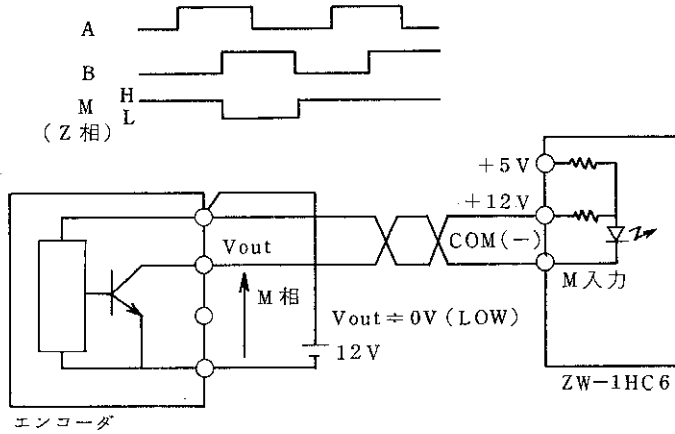 A
B
M H
L
(Z相)
+5V
+12V
COM(-)
Vout
M相
M入力
Vout≒0V(LOW)
12V
ZW-1HC6
エンコーダ